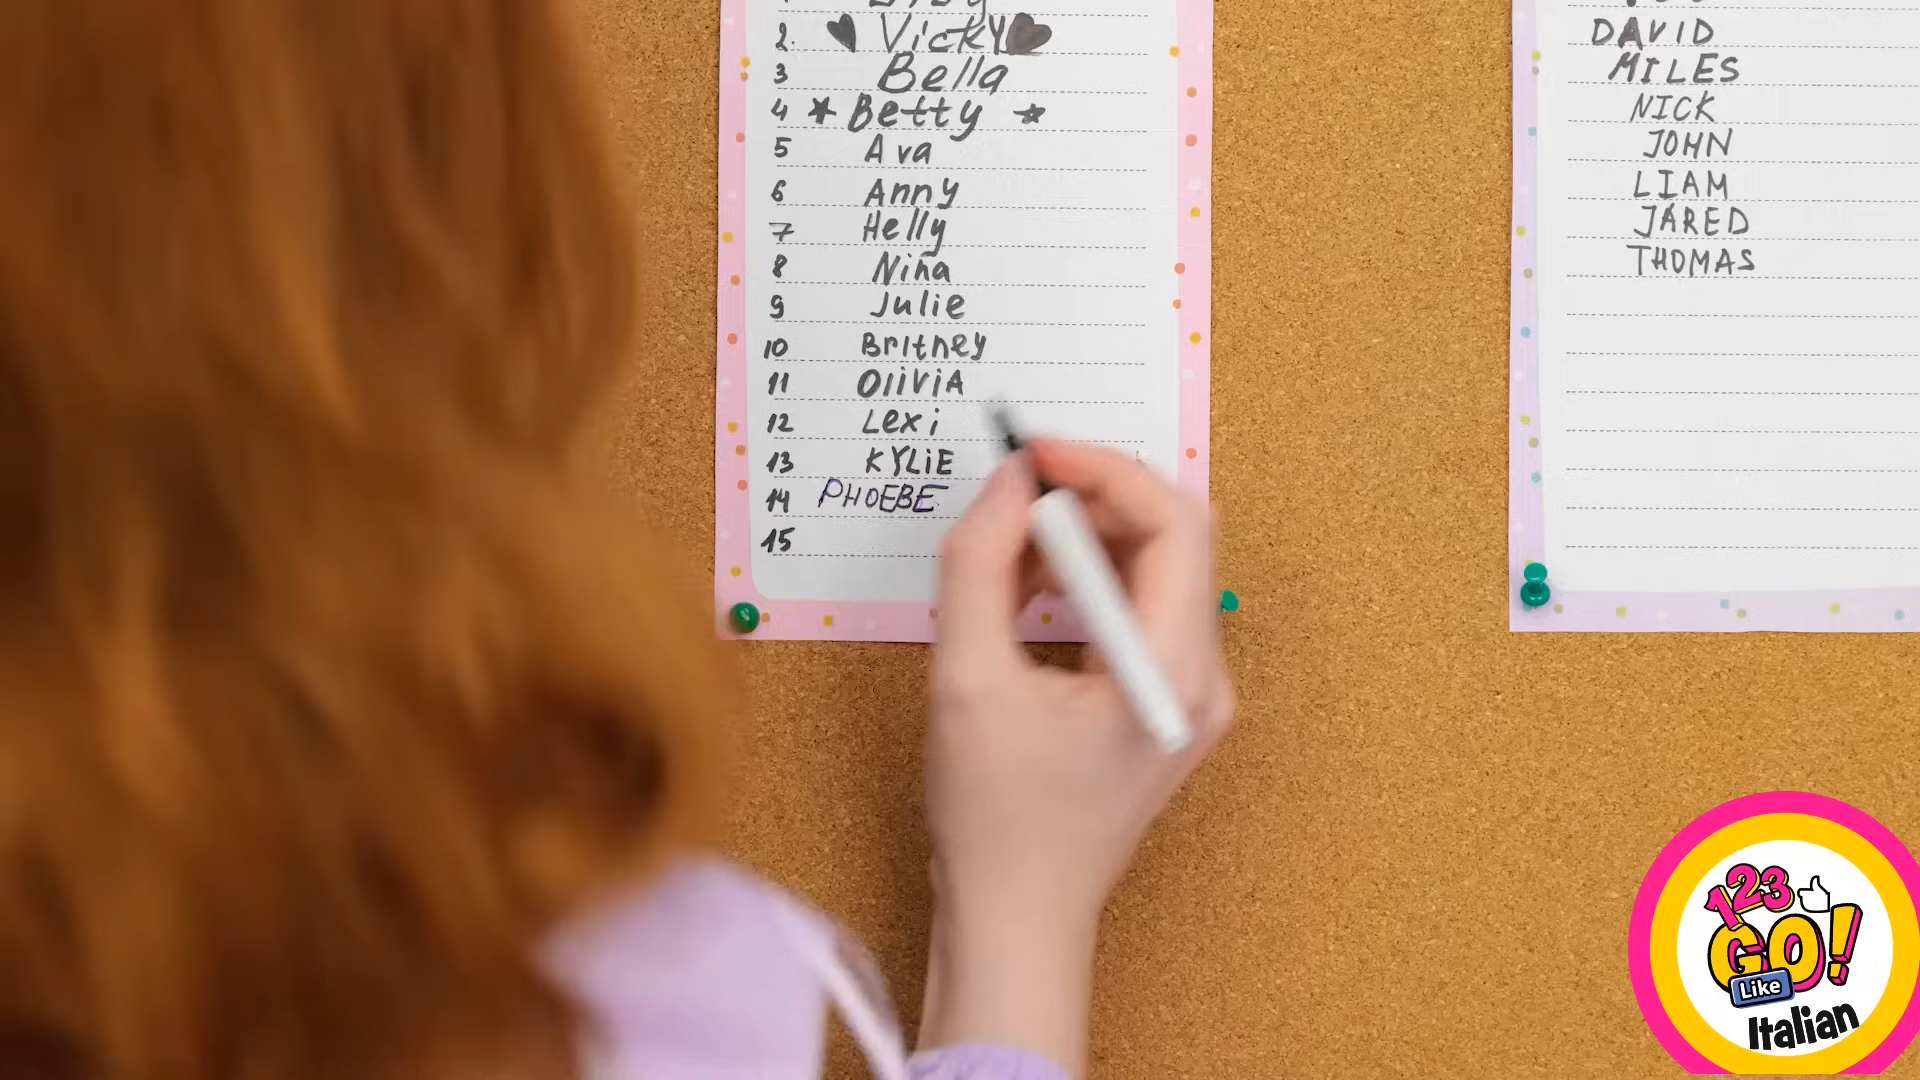 2. Vicky
3 Bella
4 * Betty *
5 Ava
6 Anny
7 Helly
8 Nina
9 Julie
10 Britney
11 OliviA
12 Lexi
13 KYLiE
14 PHOEBE
15
DAVID
MILES
NICK
JOHN
LIAM
JARED
THOMAS
123
GO!
Like
Italian